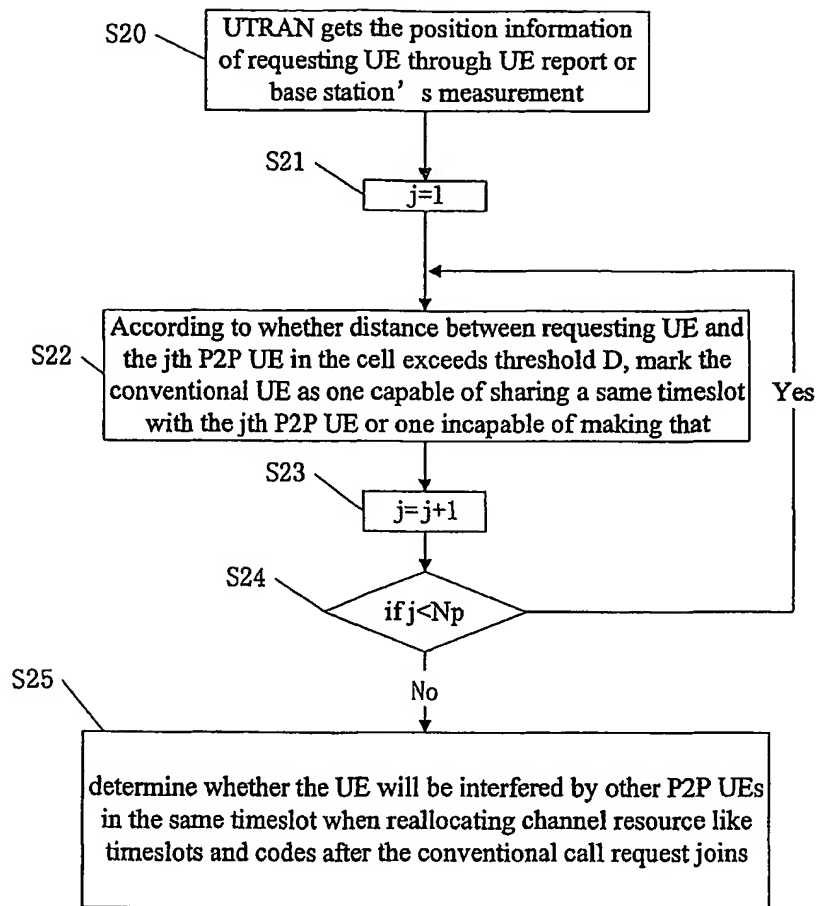 S20
UTRAN gets the position information
of requesting UE through UE report or
base station's measurement
S21
j=1
S22
According to whether distance between requesting UE and
the jth P2P UE in the cell exceeds threshold D, mark the
conventional UE as one capable of sharing a same timeslot
with the jth P2P UE or one incapable of making that
Yes
S23
j=j+1
S24
if j<Np
No
S25
determine whether the UE will be interfered by other P2P UEs
in the same timeslot when reallocating channel resource like
timeslots and codes after the conventional call request joins